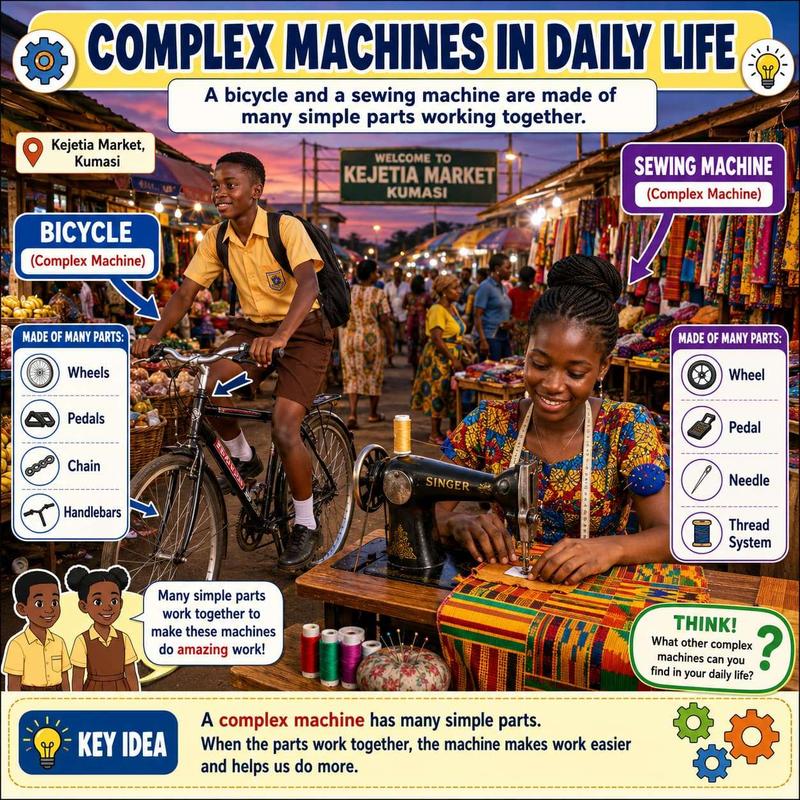 COMPLEX MACHINES IN DAILY LIFE
A bicycle and a sewing machine are made of
many simple parts working together.
Kejetia Market,
Kumasi
WELCOME TO
KEJETIA MARKET
KUMASI
SEWING MACHINE
(Complex Machine)
BICYCLE
(Complex Machine)
MADE OF MANY PARTS:
Wheels
Pedals
Chain
Handlebars
MADE OF MANY PARTS:
Wheel
Pedal
Needle
Thread
System
SINGER
Many simple parts
work together to
make these machines
do amazing work!
THINK!
What other complex
machines can you
find in your daily life?
?
KEY IDEA
A complex machine has many simple parts.
When the parts work together, the machine makes work easier
and helps us do more.